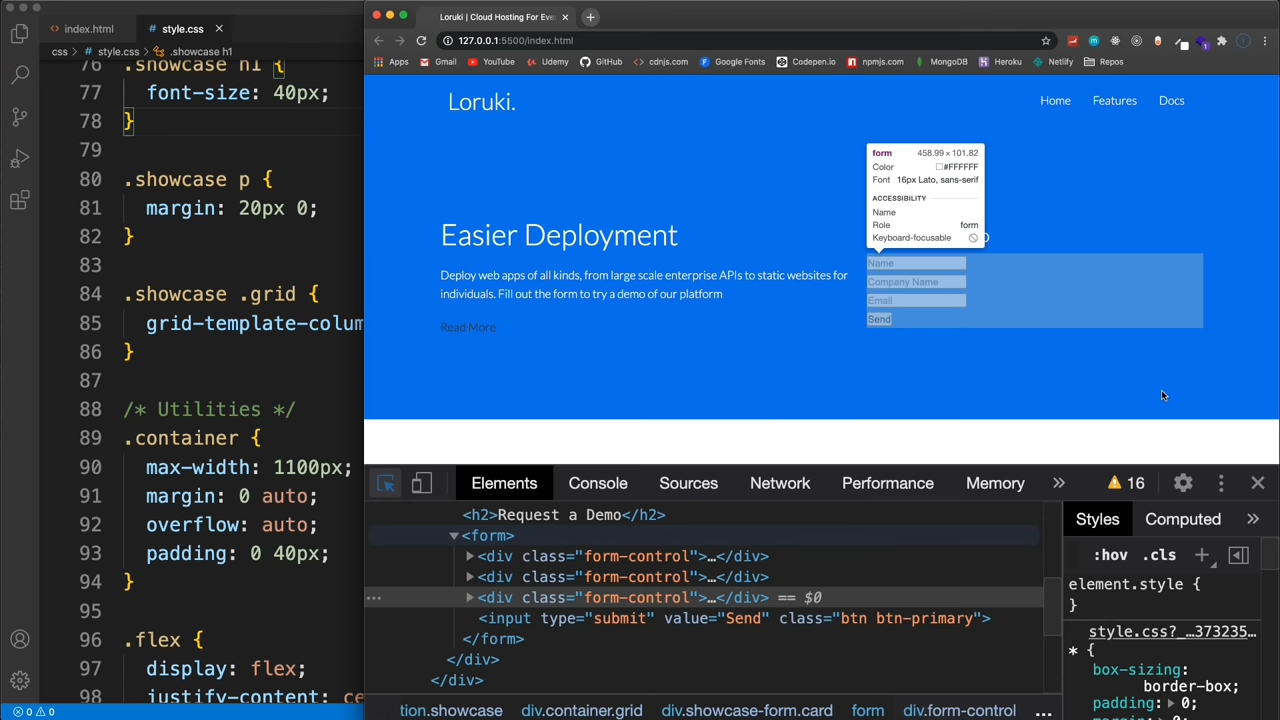 index.html
# style.css
css > # style.css > .showcase h1
76 .showcase h1 {
77 font-size: 40px;
78 }
79
80 .showcase p {
81 margin: 20px 0;
82 }
83
84 .showcase .grid {
85 grid-template-colum
86 }
87
88 /* Utilities */
89 .container {
90 max-width: 1100px;
91 margin: 0 auto;
92 overflow: auto;
93 padding: 0 40px;
94 }
95
96 .flex {
97 display: flex;
98 justify-content: ce
0 0
Loruki | Cloud Hosting For Eve
127.0.0.1:5500/index.html
Apps Gmail YouTube Udemy GitHub cdnjs.com Google Fonts Codepen.io npmjs.com MongoDB Heroku Netlify Repos
Loruki.
Home Features Docs
form 458.99 × 101.82
Color #FFFFFF
Font 16px Lato, sans-serif
ACCESSIBILITY
Name
Role form
Keyboard-focusable
Easier Deployment
Deploy web apps of all kinds, from large scale enterprise APIs to static websites for
individuals. Fill out the form to try a demo of our platform
Read More
Name
Company Name
Email
Send
Elements Console Sources Network Performance Memory » 16
<h2>Request a Demo</h2>
<form>
<div class="form-control">…</div>
<div class="form-control">…</div>
<div class="form-control">…</div> == $0
<input type="submit" value="Send" class="btn btn-primary">
</form>
</div>
</div>
tion.showcase div.container.grid div.showcase-form.card form div.form-control ...
Styles Computed »
:hov .cls +
element.style {
}
style.css?_…373235…
* {
box-sizing:
border-box;
padding: 0;
margin: 0;